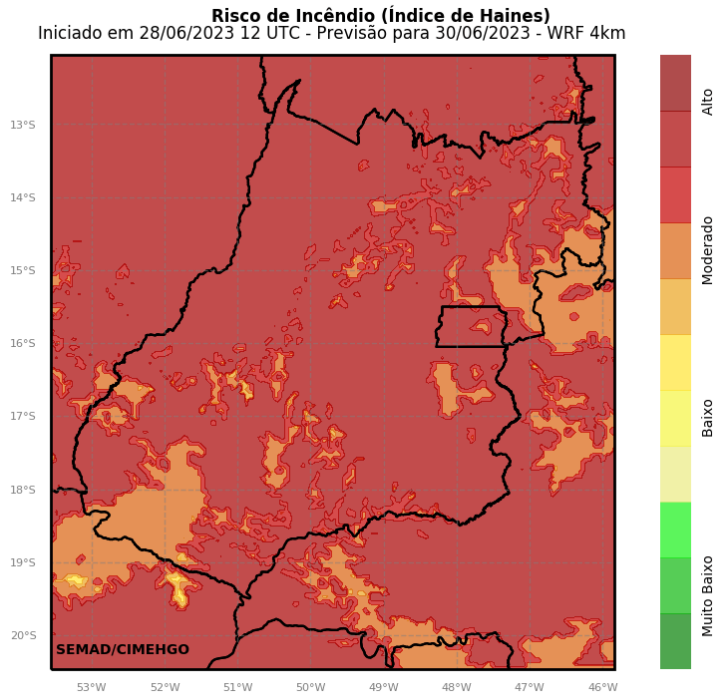 Risco de Incêndio (Índice de Haines)
Iniciado em 28/06/2023 12 UTC - Previsão para 30/06/2023 - WRF 4km
13°S
14°S
15°S
16°S
17°S
18°S
19°S
20°S
SEMAD/CIMEHGO
53°W
52°W
51°W
50°W
49°W
48°W
47°W
46°W
Alto
Moderado
Baixo
Muito Baixo